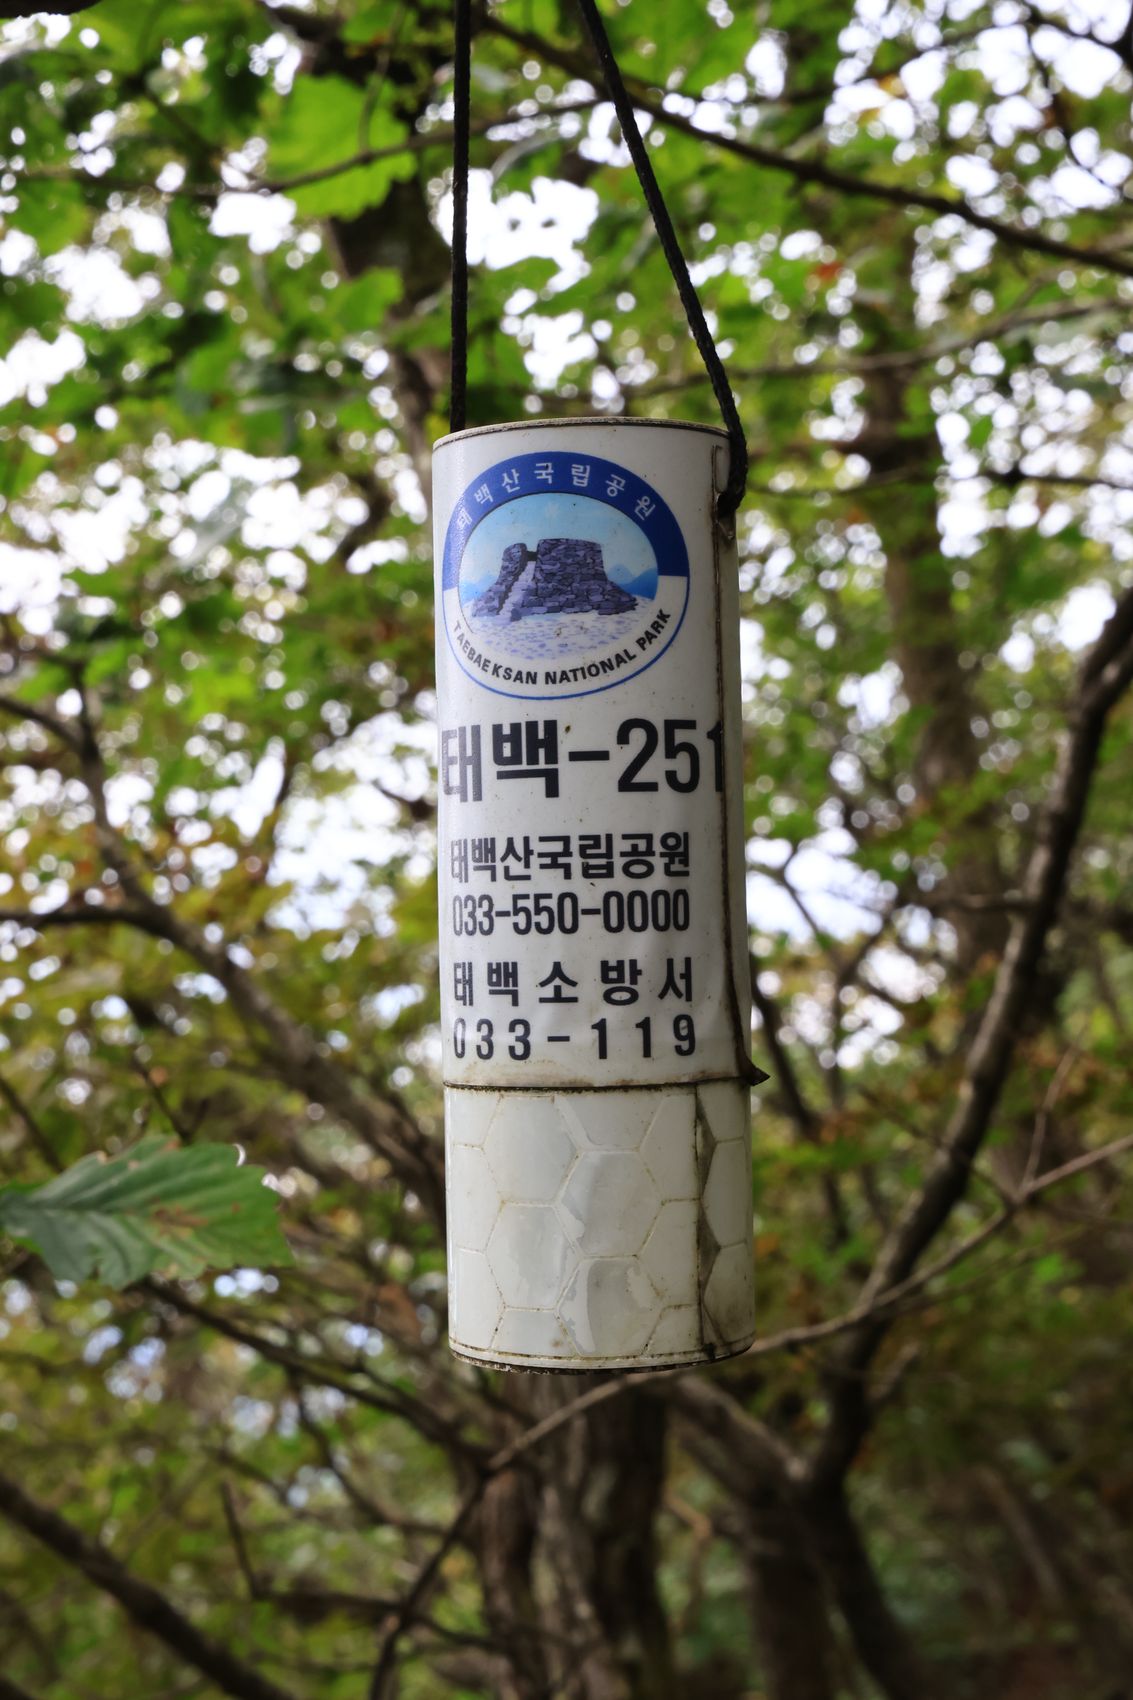 태백산국립공원
TAEBAEKSAN NATIONAL PARK
태백-251
태백산국립공원
033-550-0000
태백소방서
033-119